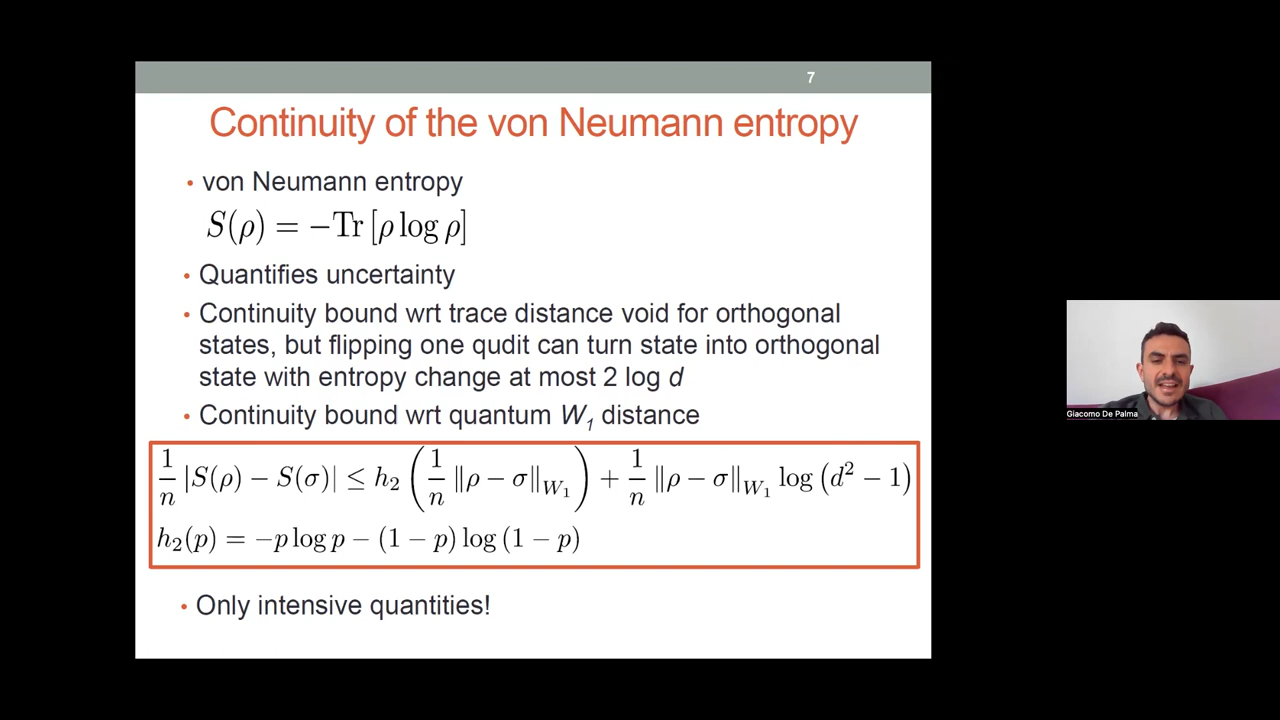 7
Continuity of the von Neumann entropy
• von Neumann entropy
S(ρ) = −Tr [ρ log ρ]
• Quantifies uncertainty
• Continuity bound wrt trace distance void for orthogonal
states, but flipping one qudit can turn state into orthogonal
state with entropy change at most 2 log d
• Continuity bound wrt quantum W₁ distance
1/n |S(ρ) − S(σ)| ≤ h₂ (1/n ‖ρ − σ‖_W₁) + 1/n ‖ρ − σ‖_W₁ log (d² − 1)
h₂(p) = −p log p − (1 − p) log (1 − p)
• Only intensive quantities!
Giacomo De Palma